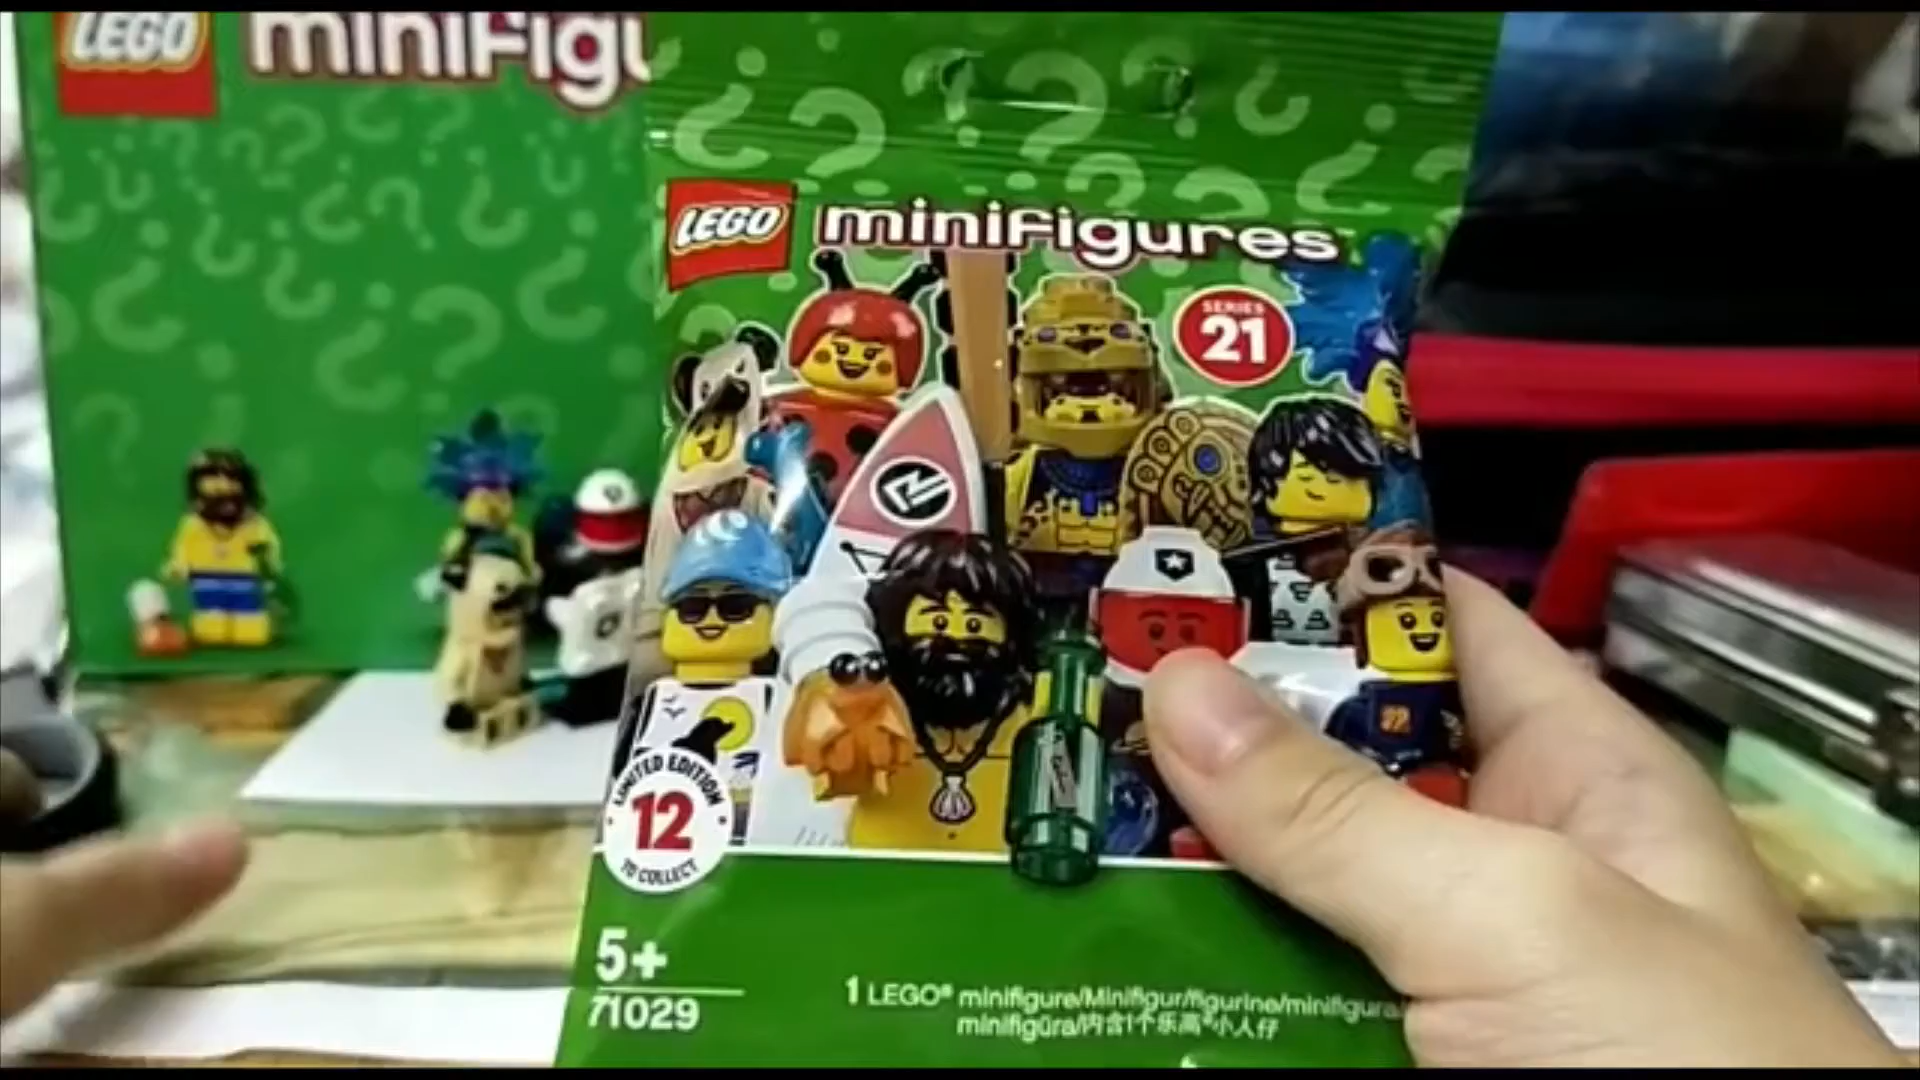 LEGO
minifigu
LEGO
minifigures
SERIES
21
LIMITED EDITION
12
TO COLLECT
5+
71029
1 LEGO® minifigure/Minifigur/figurine/minifigura/
minifigūra/内含1个乐高®小人仔